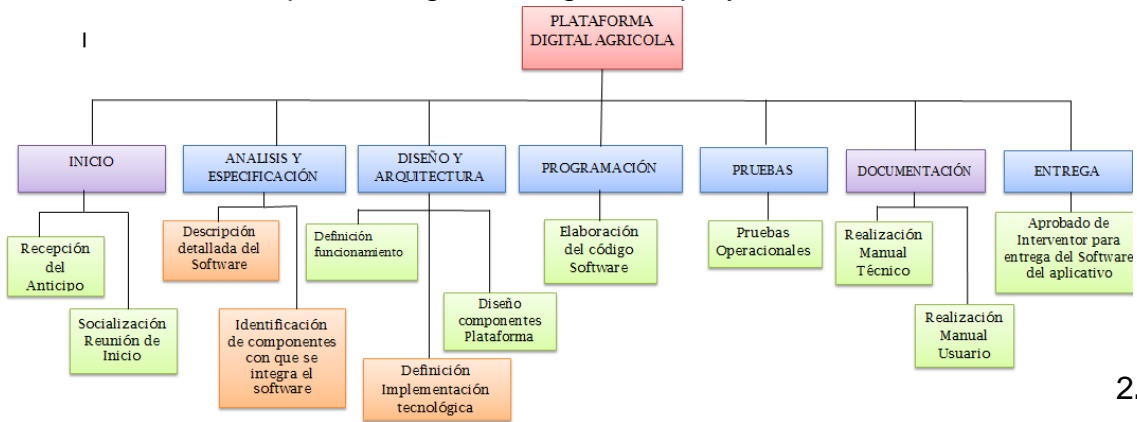 PLATAFORMA
DIGITAL AGRICOLA
I
INICIO
ANALISIS Y
ESPECIFICACIÓN
DISEÑO Y
ARQUITECTURA
PROGRAMACIÓN
PRUEBAS
DOCUMENTACIÓN
ENTREGA
Recepción
del
Anticipo
Socialización
Reunión de
Inicio
Descripción
detallada del
Software
Identificación
de componentes
con que se
integra el
software
Definición
funcionamiento
Definición
Implementación
tecnológica
Diseño
componentes
Plataforma
Elaboración
del código
Software
Pruebas
Operacionales
Realización
Manual
Técnico
Realización
Manual
Usuario
Aprobado de
Interventor para
entrega del Software
del aplicativo
2.